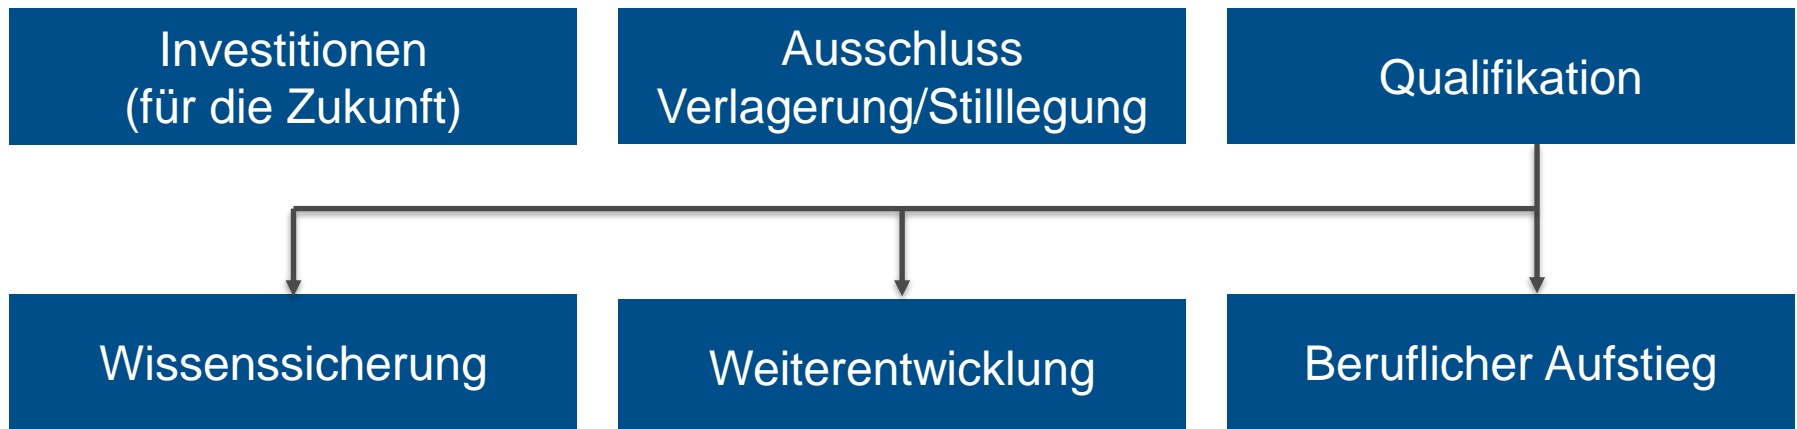 Investitionen
(für die Zukunft)
Ausschluss
Verlagerung/Stilllegung
Qualifikation
Wissenssicherung
Weiterentwicklung
Beruflicher Aufstieg